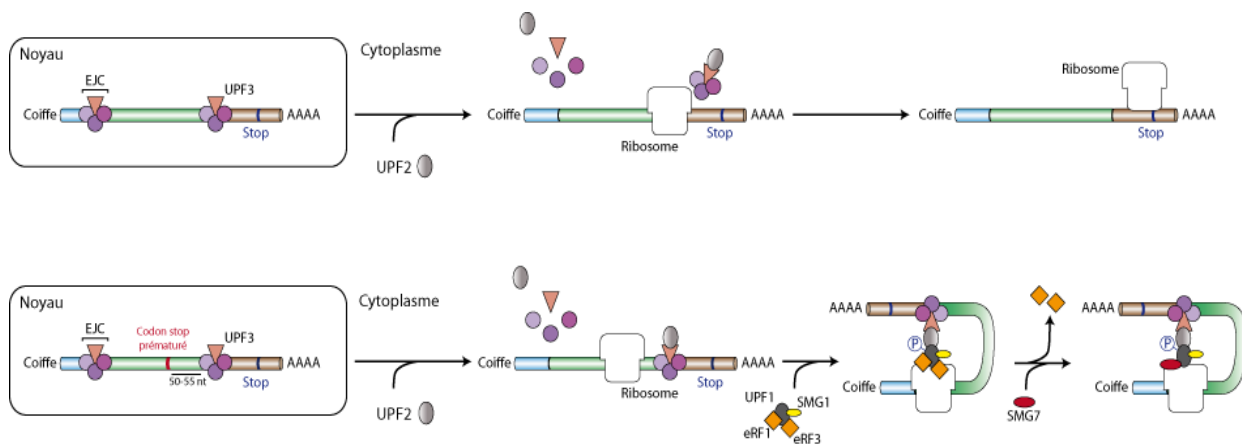 Noyau
EJC
UPF3
Coiffe
AAAA
Stop
Cytoplasme
UPF2
Ribosome
Coiffe
AAAA
Stop
Ribosome
Coiffe
AAAA
Stop
Noyau
EJC
Codon stop
prématuré
UPF3
Coiffe
AAAA
50-55 nt
Stop
Cytoplasme
UPF2
Coiffe
AAAA
Ribosome
Stop
UPF1
SMG1
eRF1
eRF3
AAAA
P
Coiffe
SMG7
AAAA
P
Coiffe